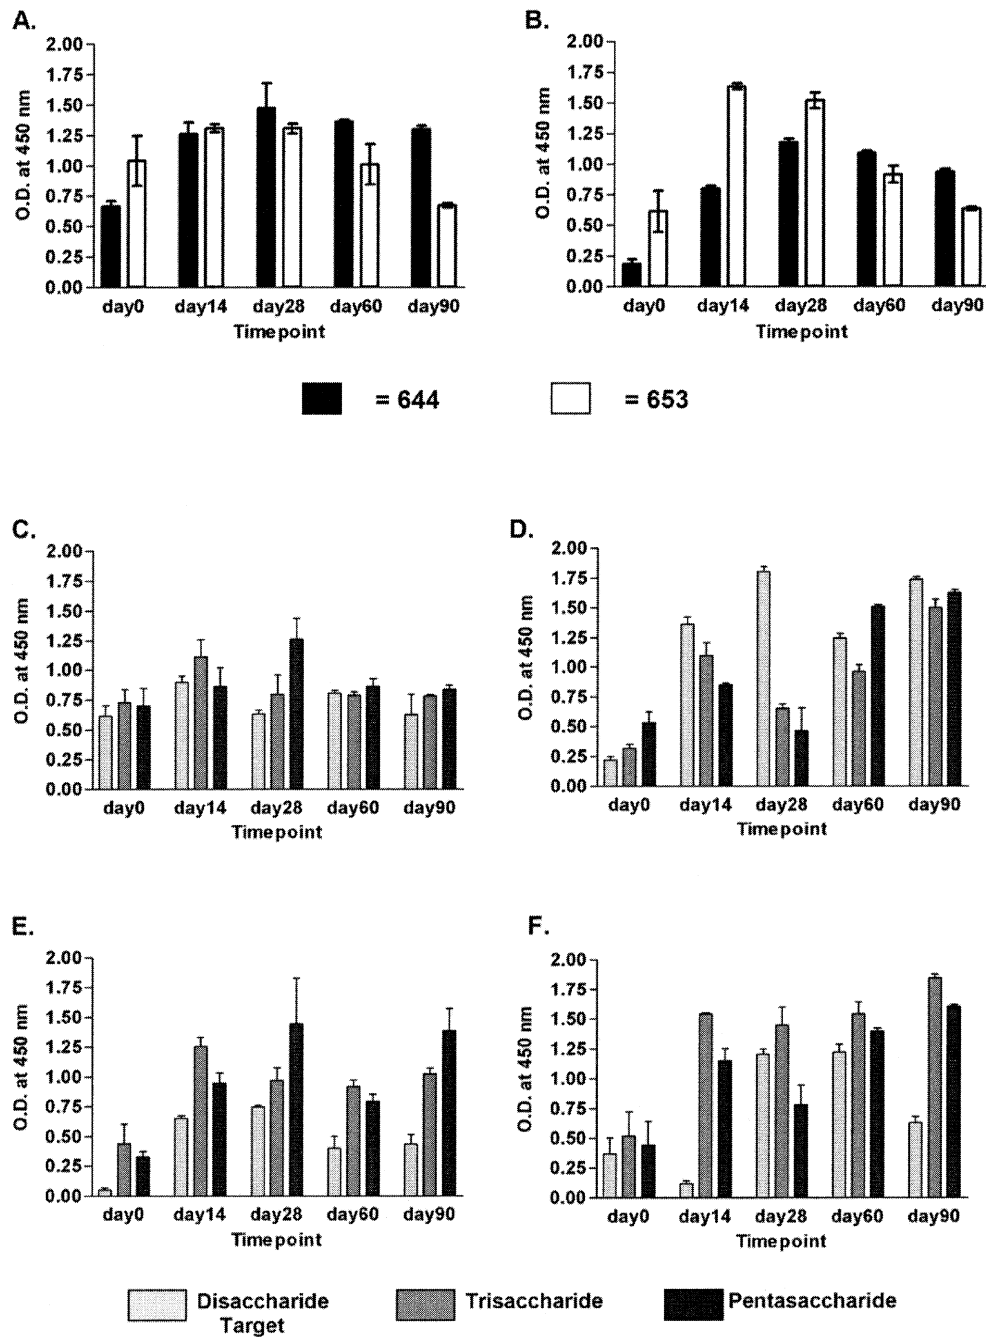 A.
B.
O.D. at 450 nm
2.00
1.75
1.50
1.25
1.00
0.75
0.50
0.25
0.00
day0 day14 day28 day60 day90
Timepoint
O.D. at 450 nm
2.00
1.75
1.50
1.25
1.00
0.75
0.50
0.25
0.00
day0 day14 day28 day60 day90
Timepoint
= 644
= 653
C.
D.
O.D. at 450 nm
2.00
1.75
1.50
1.25
1.00
0.75
0.50
0.25
0.00
day0 day14 day28 day60 day90
Timepoint
O.D. at 450 nm
2.00
1.75
1.50
1.25
1.00
0.75
0.50
0.25
0.00
day0 day14 day28 day60 day90
Timepoint
E.
F.
O.D. at 450 nm
2.00
1.75
1.50
1.25
1.00
0.75
0.50
0.25
0.00
day0 day14 day28 day60 day90
Timepoint
O.D. at 450 nm
2.00
1.75
1.50
1.25
1.00
0.75
0.50
0.25
0.00
day0 day14 day28 day60 day90
Timepoint
Disaccharide
Target
Trisaccharide
Pentasaccharide